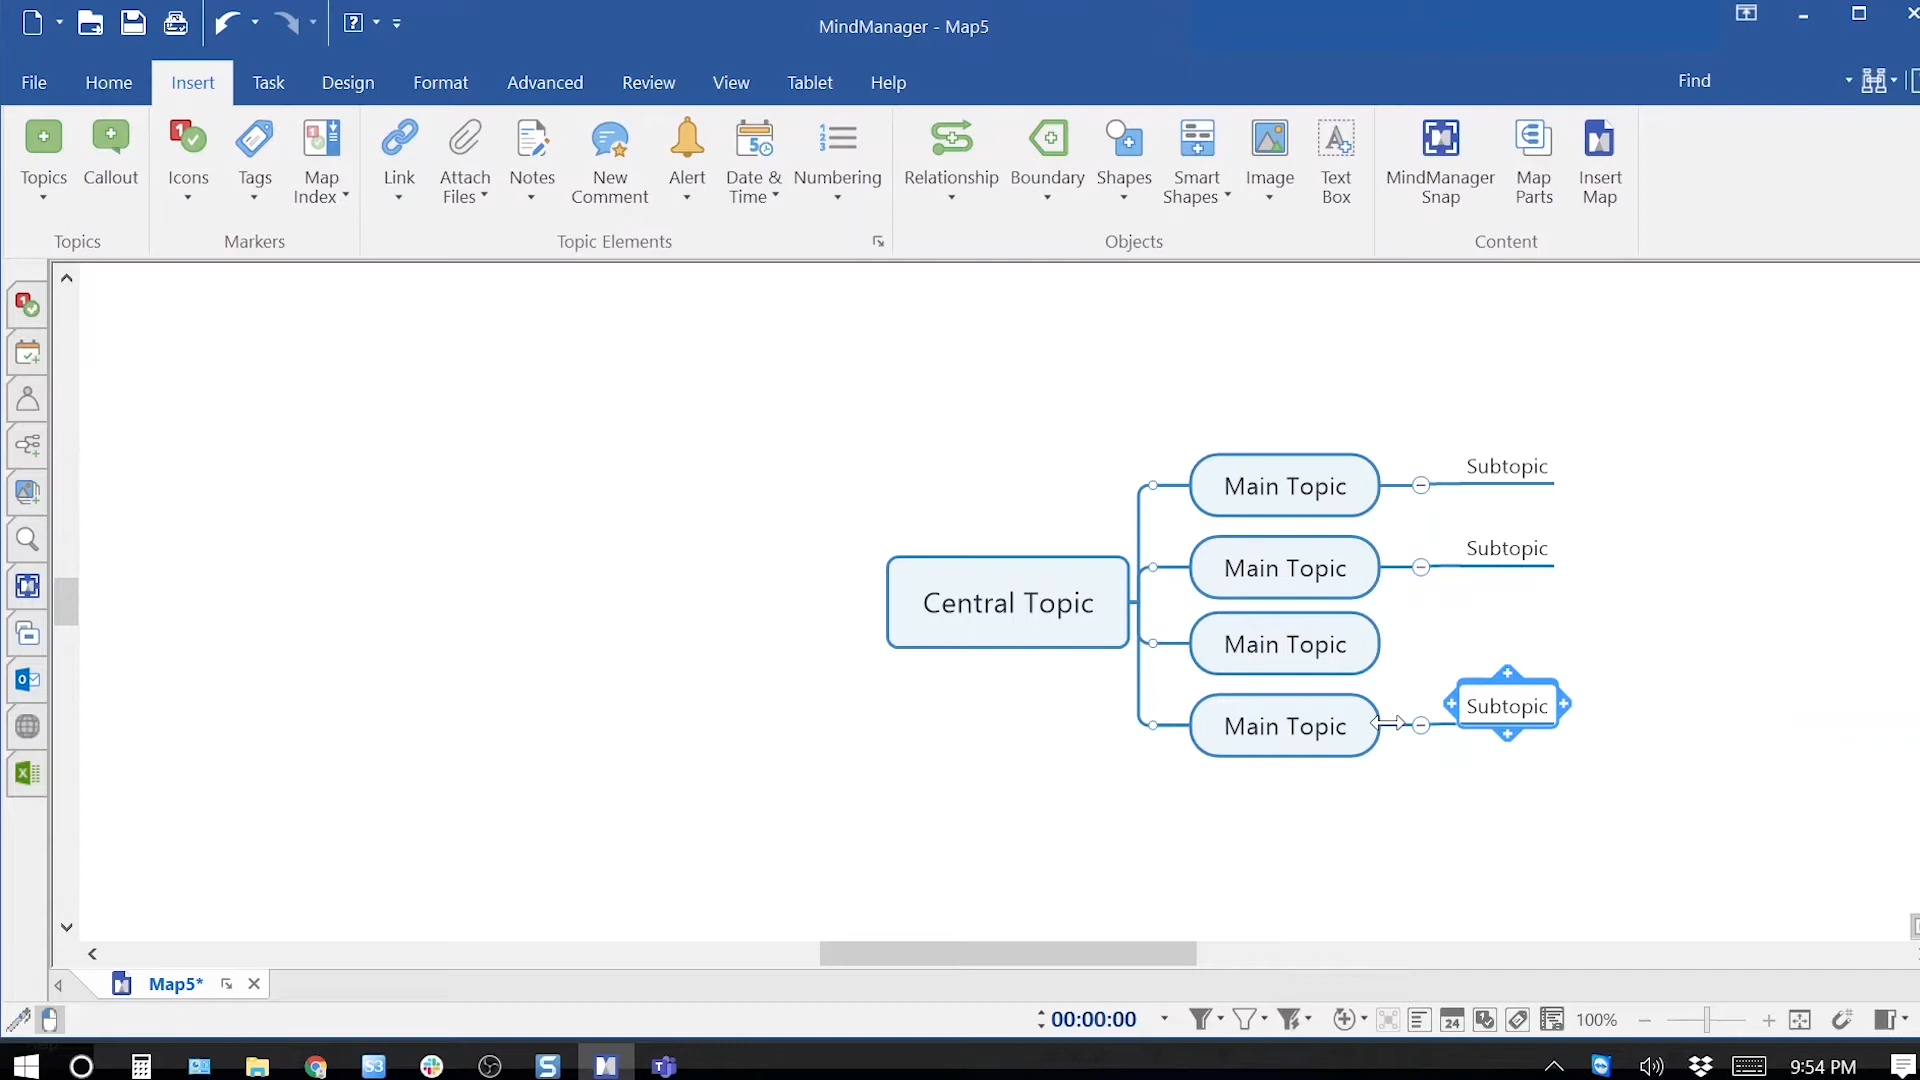 MindManager - Map5
File Home Insert Task Design Format Advanced Review View Tablet Help Find
Topics Callout Icons Tags Map Index Link Attach Files Notes New Comment Alert Date & Time Numbering Relationship Boundary Shapes Smart Shapes Image Text Box MindManager Snap Map Parts Insert Map
Topics Markers Topic Elements Objects Content
Main Topic Subtopic
Main Topic Subtopic
Central Topic
Main Topic
Main Topic Subtopic
Map5*
00:00:00 24 100%
S3 S 9:54 PM